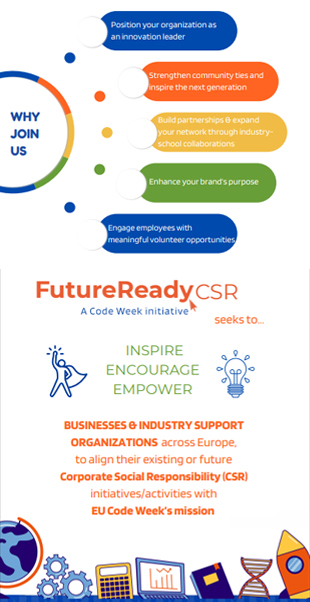 Position your organization as
an innovation leader
Strengthen community ties and
inspire the next generation
WHY
JOIN
US
Build partnerships & expand
your network through industry-
school collaborations
Enhance your brand's purpose
Engage employees with
meaningful volunteer opportunities
FutureReadyCSR
A Code Week initiative
seeks to...
INSPIRE
ENCOURAGE
EMPOWER
BUSINESSES & INDUSTRY SUPPORT
ORGANIZATIONS across Europe,
to align their existing or future
Corporate Social Responsibility (CSR)
initiatives/activities with
EU Code Week's mission